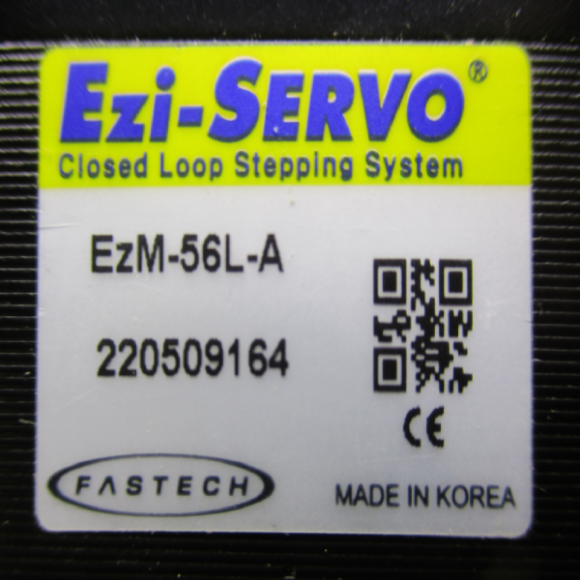 Ezi-SERVO®
Closed Loop Stepping System
EzM-56L-A
220509164
CE
FASTECH
MADE IN KOREA